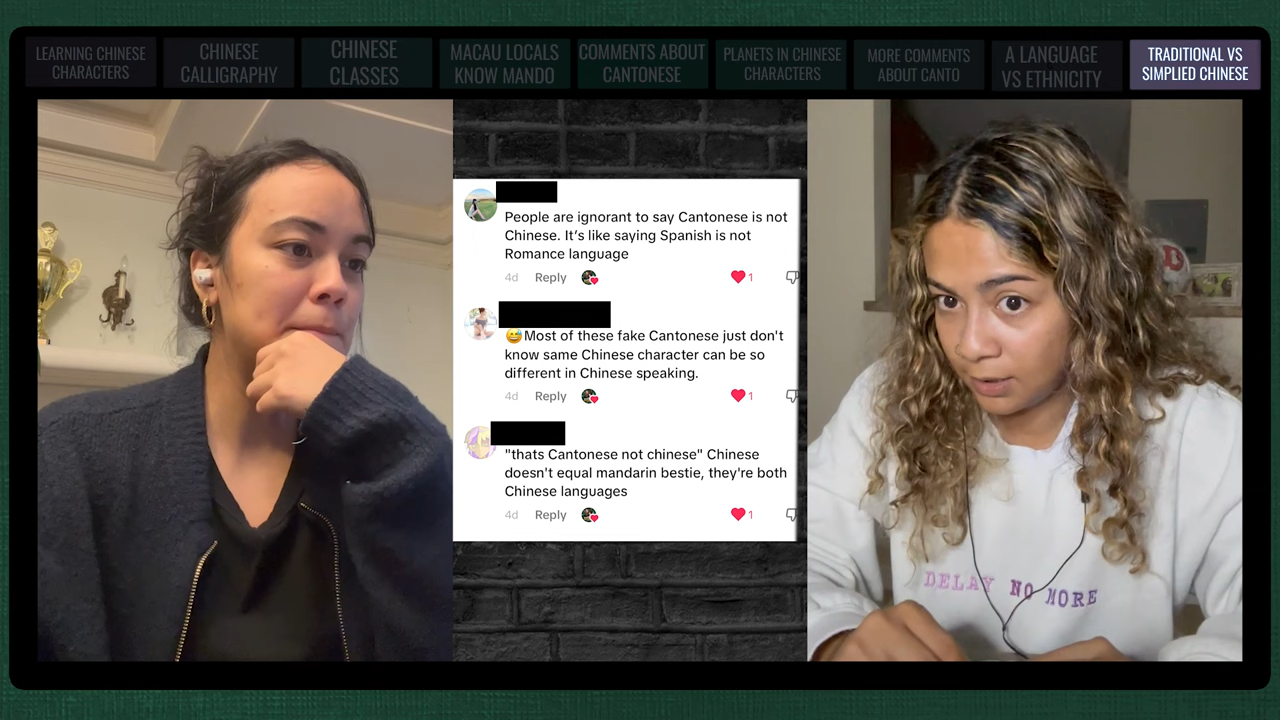 LEARNING CHINESE
CHARACTERS
CHINESE
CALLIGRAPHY
CHINESE
CLASSES
MACAU LOCALS
KNOW MANDO
COMMENTS ABOUT
CANTONESE
PLANETS IN CHINESE
CHARACTERS
MORE COMMENTS
ABOUT CANTO
A LANGUAGE
VS ETHNICITY
TRADITIONAL VS
SIMPLIED CHINESE
People are ignorant to say Cantonese is not
Chinese. It's like saying Spanish is not
Romance language
4d Reply 1
😅Most of these fake Cantonese just don't
know same Chinese character can be so
different in Chinese speaking.
4d Reply 1
"thats Cantonese not chinese" Chinese
doesn't equal mandarin bestie, they're both
Chinese languages
4d Reply 1
DELAY NO MORE